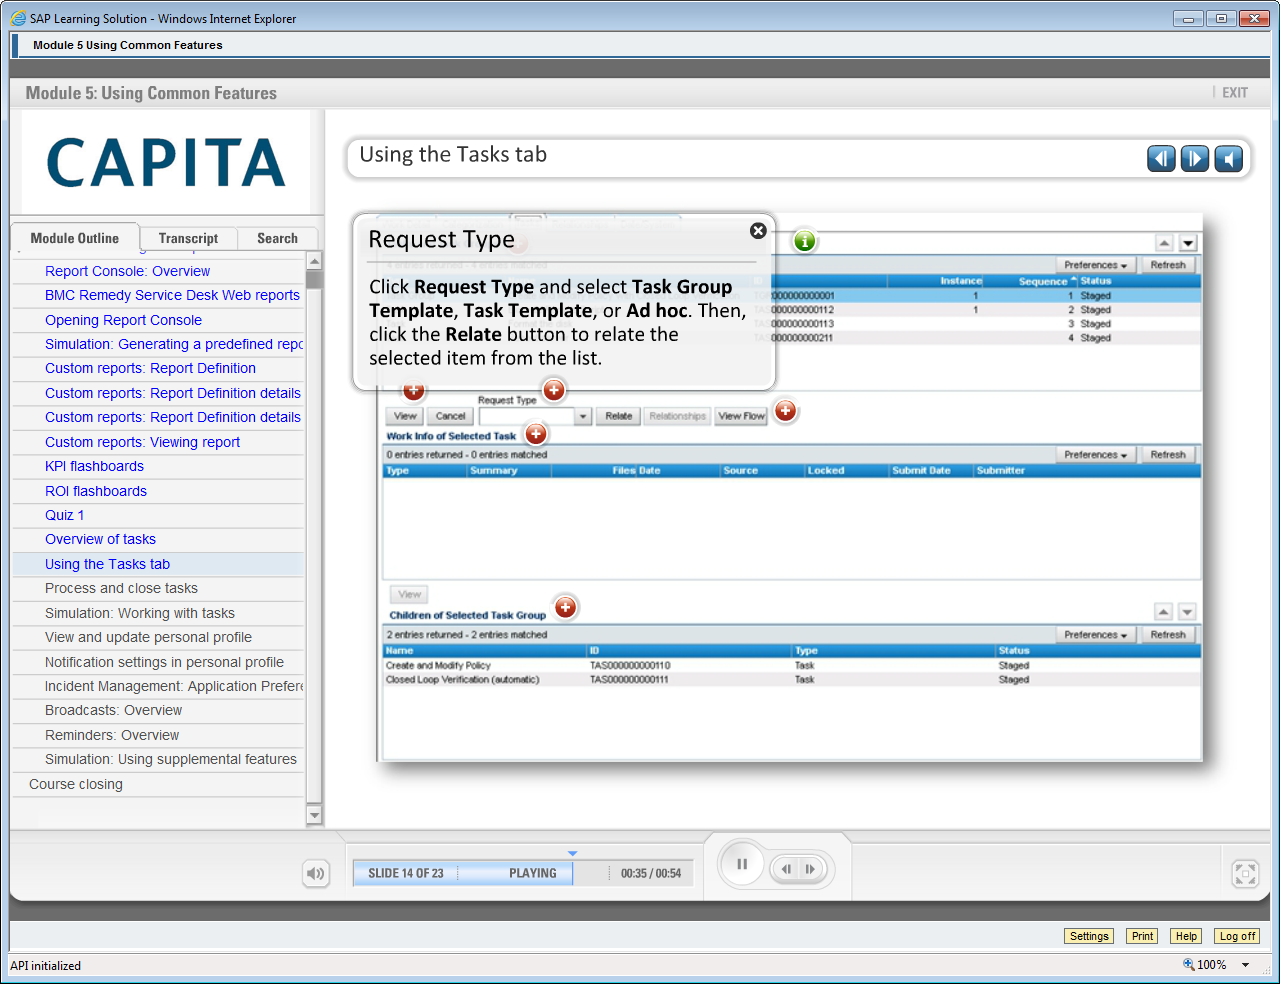 SAP Learning Solution - Windows Internet Explorer
Module 5 Using Common Features
Module 5: Using Common Features
EXIT
CAPITA
Module Outline
Transcript
Search
Report Console: Overview
BMC Remedy Service Desk Web reports
Opening Report Console
Simulation: Generating a predefined repo
Custom reports: Report Definition
Custom reports: Report Definition details
Custom reports: Report Definition details
Custom reports: Viewing report
KPI flashboards
ROI flashboards
Quiz 1
Overview of tasks
Using the Tasks tab
Process and close tasks
Simulation: Working with tasks
View and update personal profile
Notification settings in personal profile
Incident Management: Application Prefere
Broadcasts: Overview
Reminders: Overview
Simulation: Using supplemental features
Course closing
Using the Tasks tab
Request Type
Click Request Type and select Task Group
Template, Task Template, or Ad hoc. Then,
click the Relate button to relate the
selected item from the list.
4 entries returned - 4 entries matched
Preferences
Refresh
Instance
Sequence
Status
000000000001 1 1 Staged
00000000112 1 2 Staged
00000000113 3 Staged
00000000211 4 Staged
Request Type
View
Cancel
Relate
Relationships
View Flow
Work Info of Selected Task
0 entries returned - 0 entries matched
Preferences
Refresh
Type Summary Files Date Source Locked Submit Date Submitter
View
Children of Selected Task Group
2 entries returned - 2 entries matched
Preferences
Refresh
Name ID Type Status
Create and Modify Policy TAS000000000110 Task Staged
Closed Loop Verification (automatic) TAS000000000111 Task Staged
SLIDE 14 OF 23
PLAYING
00:35 / 00:54
Settings
Print
Help
Log off
API initialized
100%